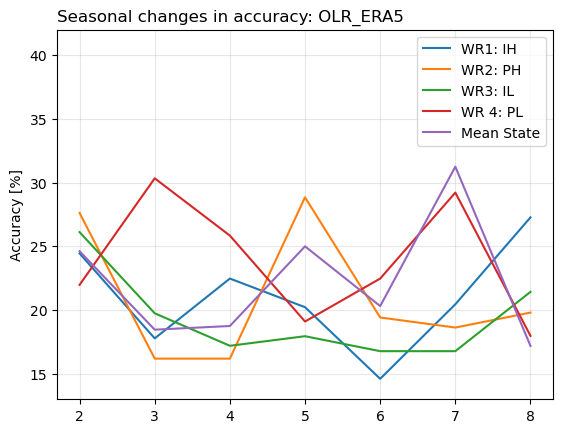 Seasonal changes in accuracy: OLR_ERA5
Accuracy [%]
40
35
30
25
20
15
2 3 4 5 6 7 8
WR1: IH
WR2: PH
WR3: IL
WR 4: PL
Mean State